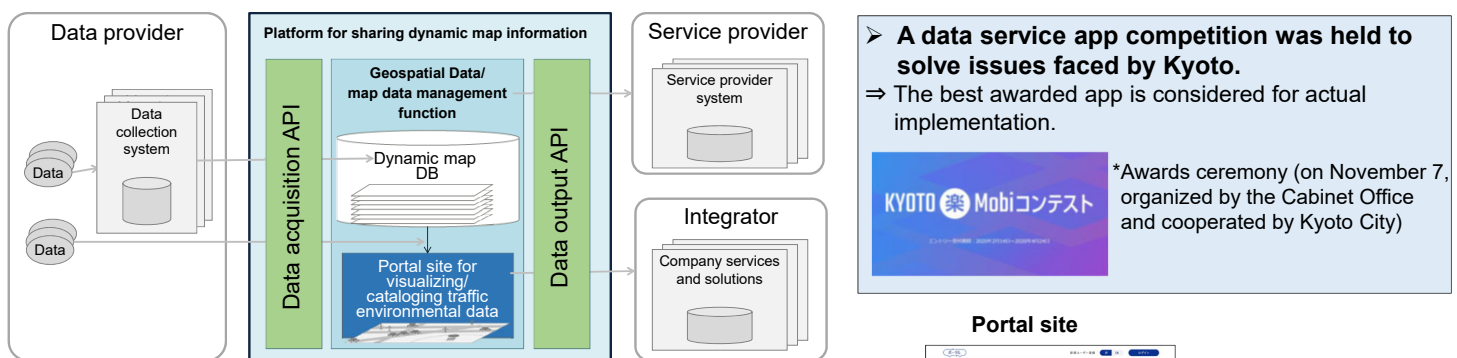 Data provider
Data
collection
system
Data
Data
Platform for sharing dynamic map information
Data acquisition API
Geospatial Data/
map data management
function
Dynamic map
DB
Portal site for
visualizing/
cataloging traffic
environmental data
Data output API
Service provider
Service provider
system
Integrator
Company services
and solutions
➢ A data service app competition was held to
solve issues faced by Kyoto.
⇒ The best awarded app is considered for actual
implementation.
KYOTO 楽 Mobiコンテスト
*Awards ceremony (on November 7,
organized by the Cabinet Office
and cooperated by Kyoto City)
Portal site